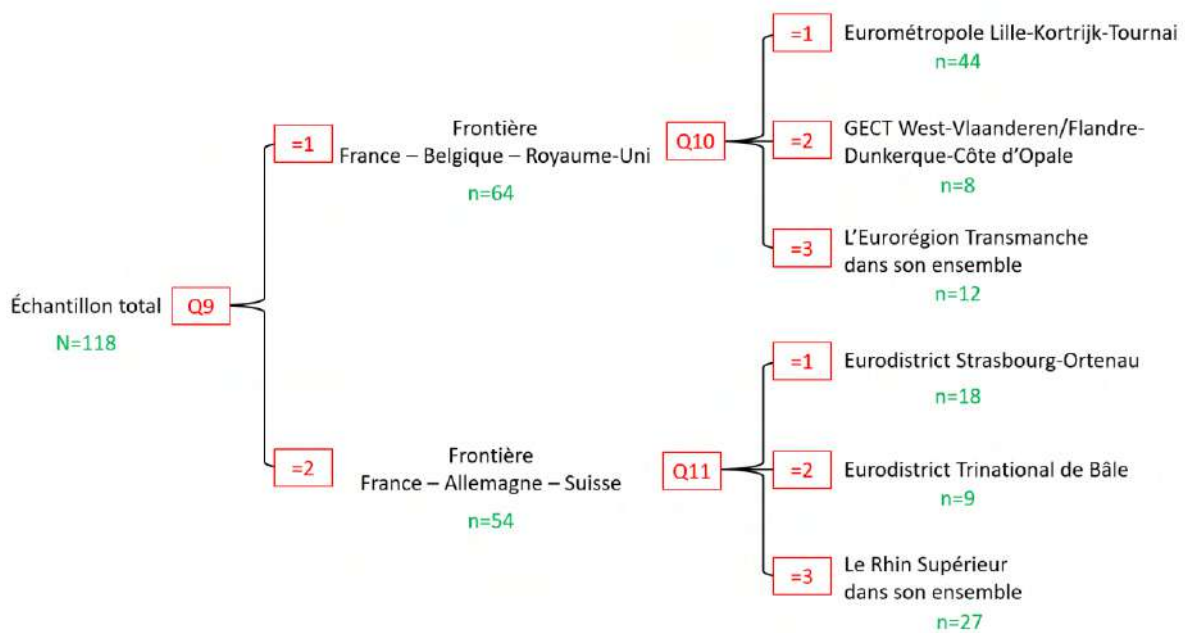 Échantillon total
N=118
Q9
=1
Frontière
France – Belgique – Royaume-Uni
n=64
Q10
=1
Eurométropole Lille-Kortrijk-Tournai
n=44
=2
GECT West-Vlaanderen/Flandre-
Dunkerque-Côte d'Opale
n=8
=3
L'Eurorégion Transmanche
dans son ensemble
n=12
=2
Frontière
France – Allemagne – Suisse
n=54
Q11
=1
Eurodistrict Strasbourg-Ortenau
n=18
=2
Eurodistrict Trinational de Bâle
n=9
=3
Le Rhin Supérieur
dans son ensemble
n=27